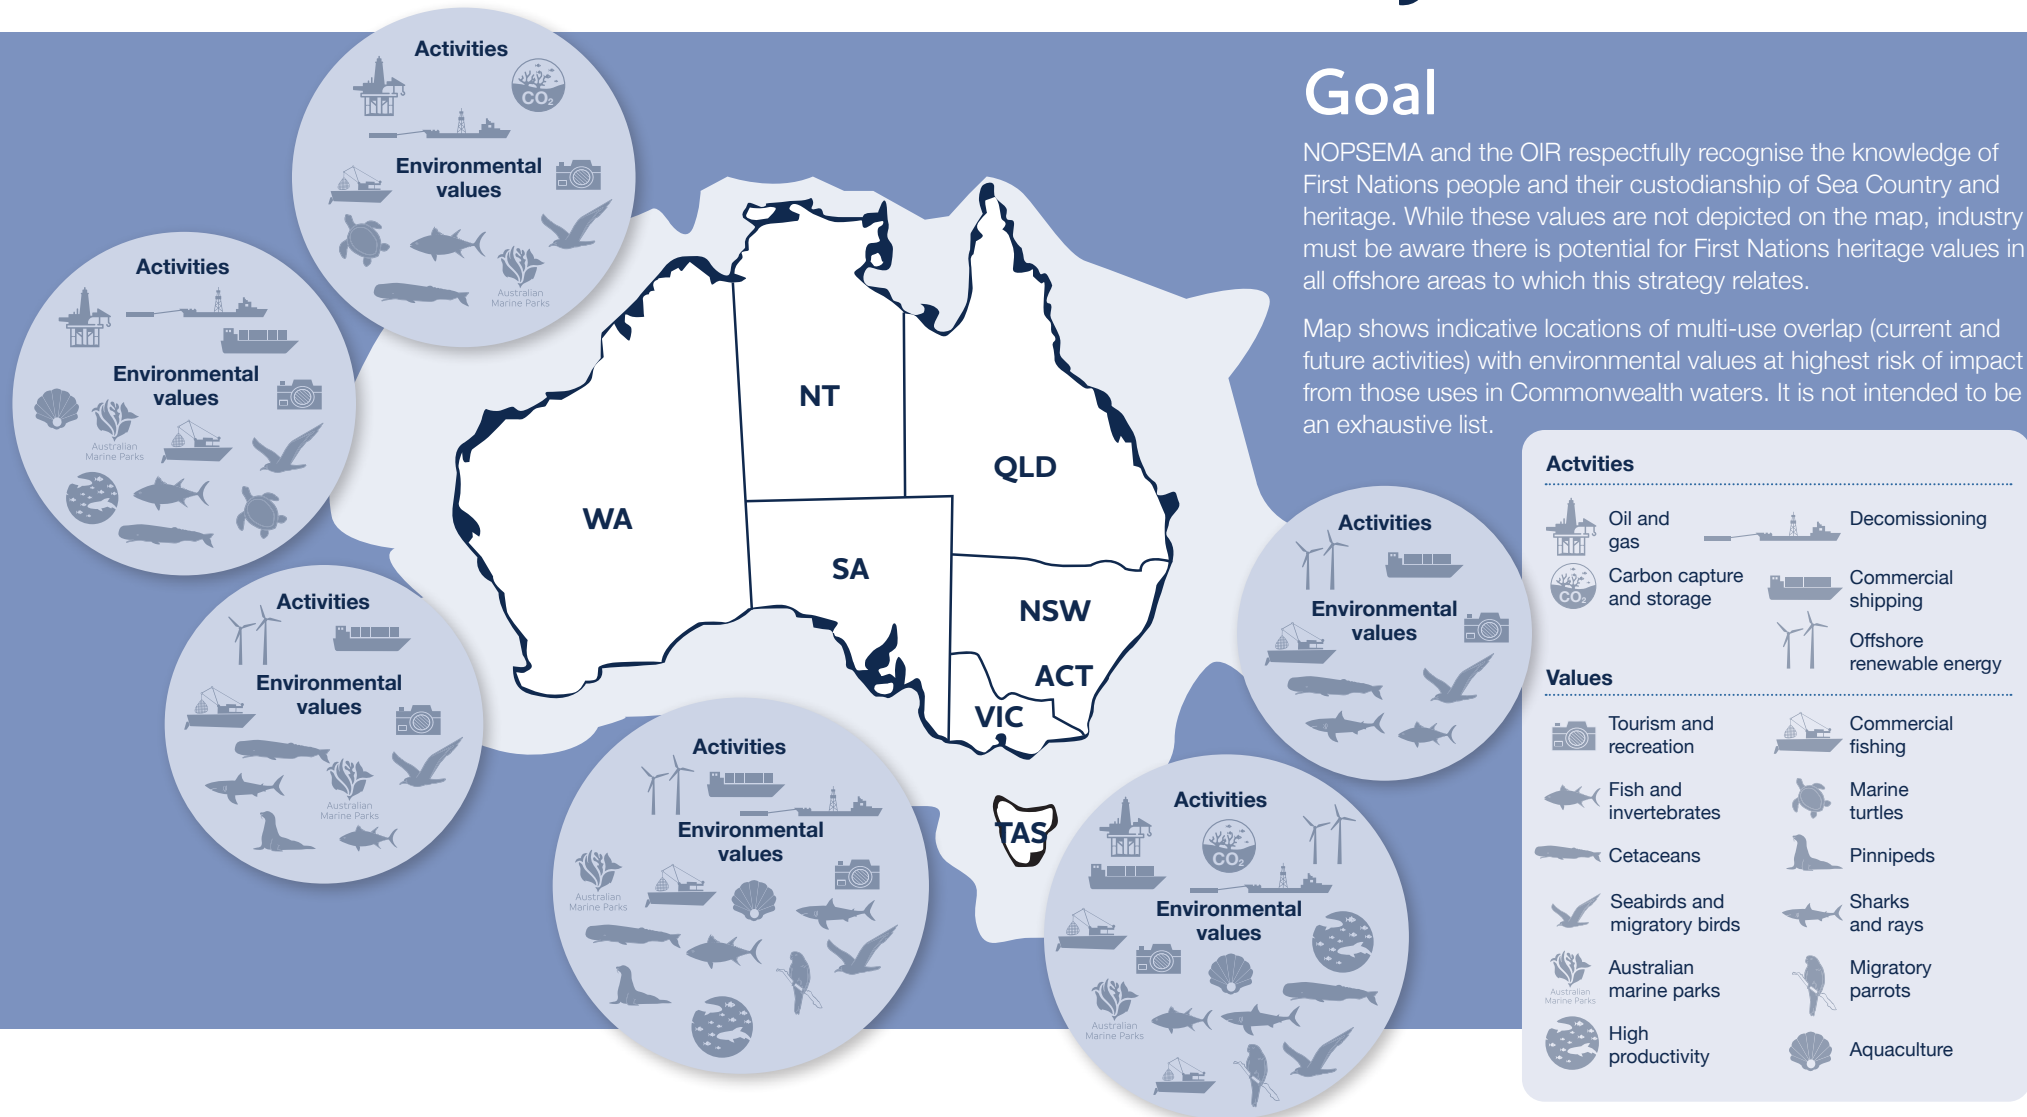 Goal
NOPSEMA and the OIR respectfully recognise the knowledge of
First Nations people and their custodianship of Sea Country and
heritage. While these values are not depicted on the map, industry
must be aware there is potential for First Nations heritage values in
all offshore areas to which this strategy relates.
Map shows indicative locations of multi-use overlap (current and
future activities) with environmental values at highest risk of impact
from those uses in Commonwealth waters. It is not intended to be
an exhaustive list.
Activities
CO₂
Environmental
values
Australian
Marine Parks
Activities
Environmental
values
Australian
Marine Parks
Activities
Environmental
values
Australian
Marine Parks
Activities
Environmental
values
Australian
Marine Parks
Activities
CO₂
Environmental
values
Australian
Marine Parks
Activities
Environmental
values
WA
NT
SA
QLD
NSW
ACT
VIC
TAS
Actvities
Oil and
gas
Decomissioning
CO₂
Carbon capture
and storage
Commercial
shipping
Offshore
renewable energy
Values
Tourism and
recreation
Commercial
fishing
Fish and
invertebrates
Marine
turtles
Cetaceans
Pinnipeds
Seabirds and
migratory birds
Sharks
and rays
Australian
Marine Parks
Australian
marine parks
Migratory
parrots
High
productivity
Aquaculture